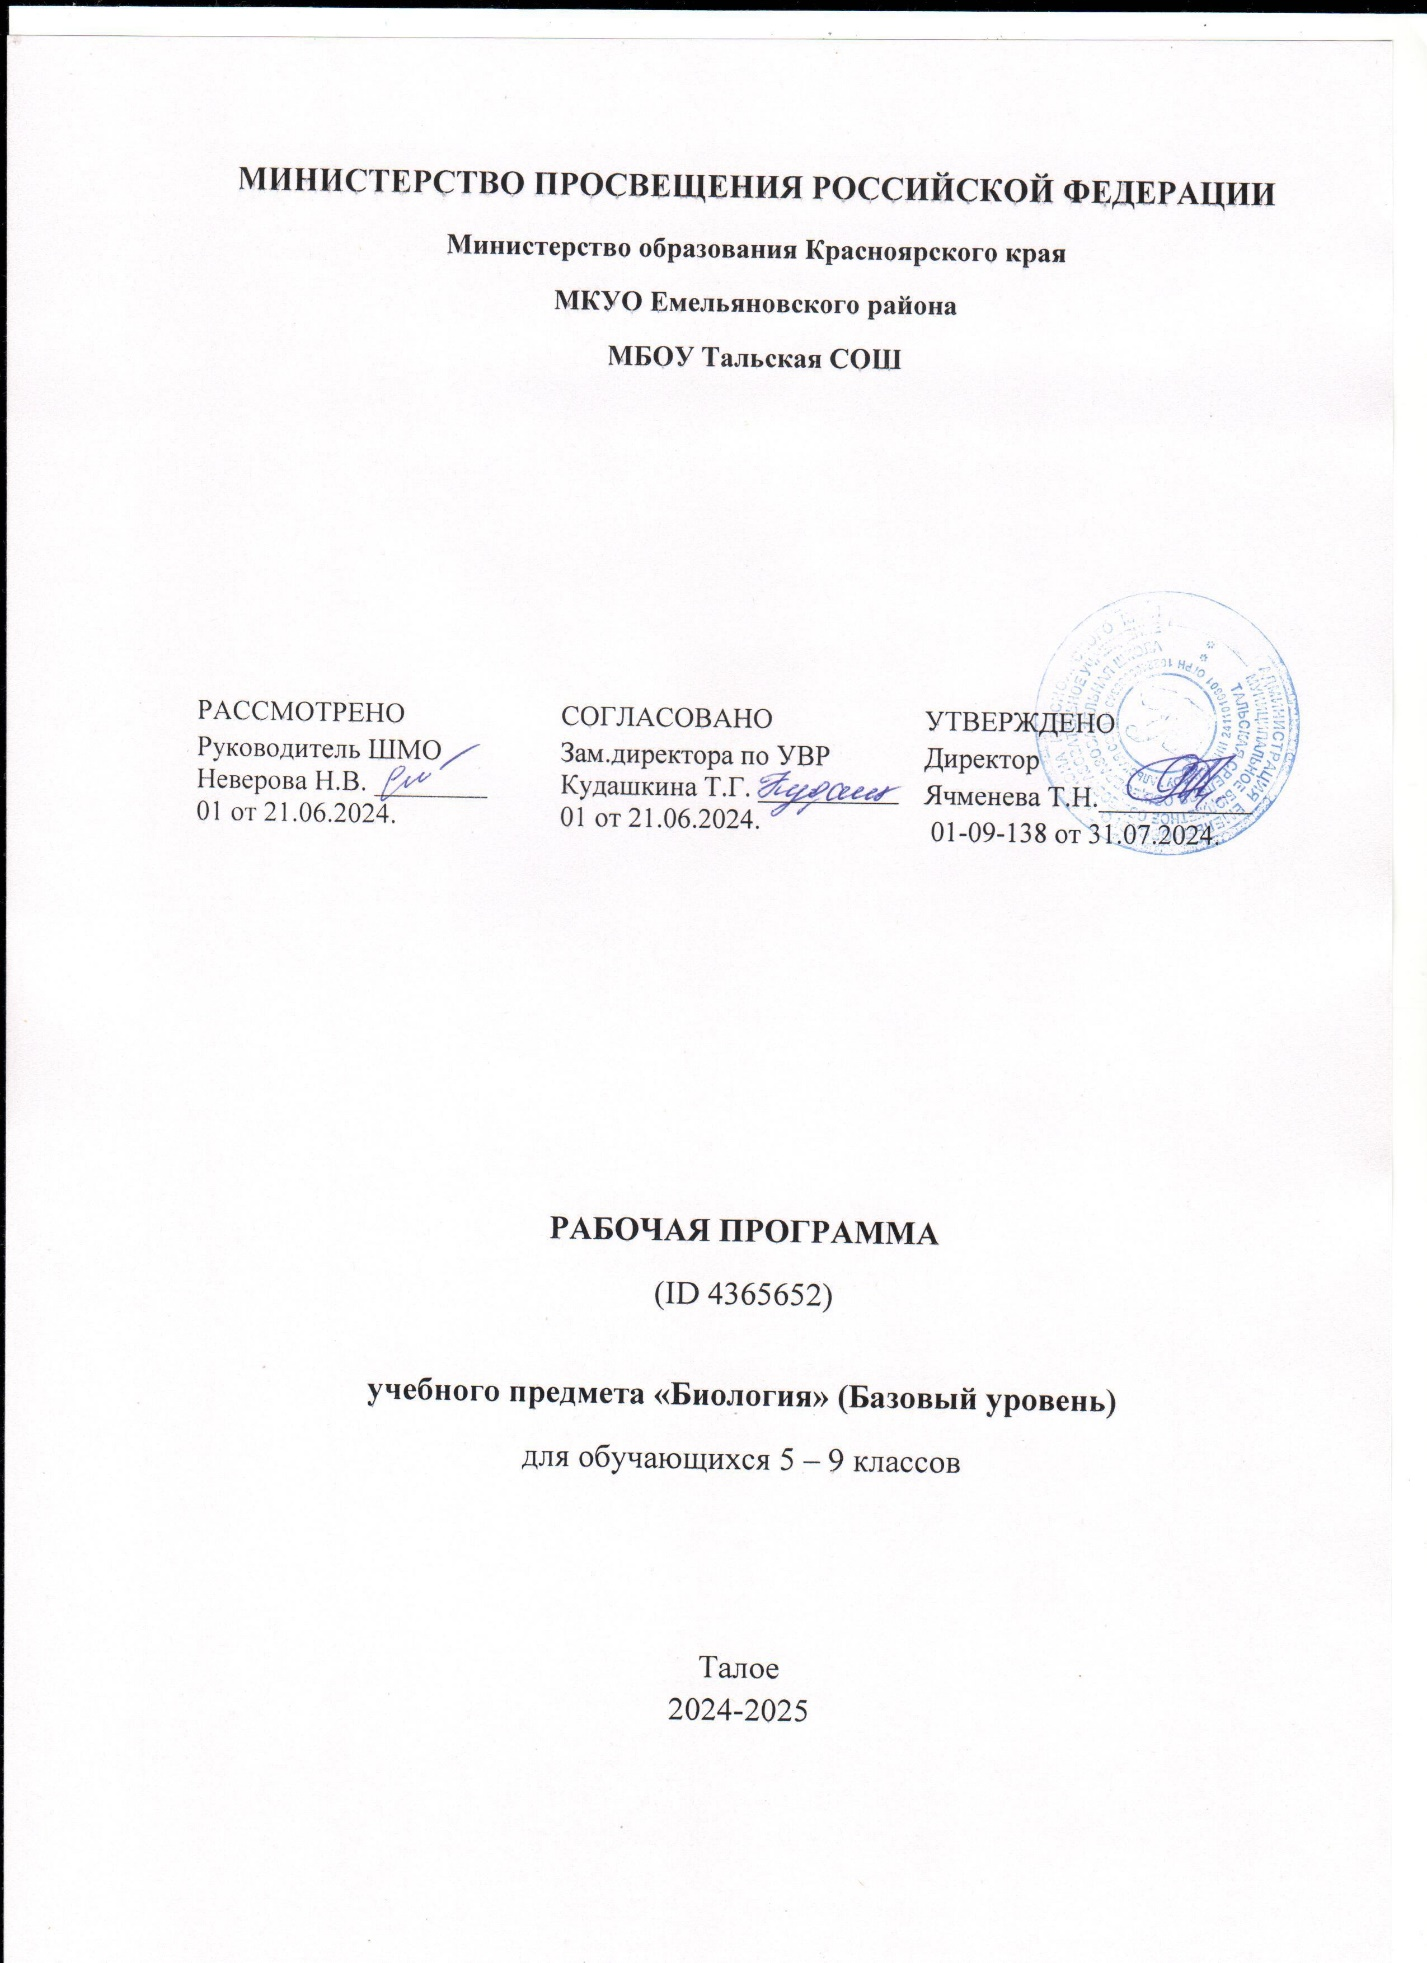 МИНИСТЕРСТВО ПРОСВЕЩЕНИЯ РОССИЙСКОЙ ФЕДЕРАЦИИ
Министерство образования Красноярского края
МКУО Емельяновского района
МБОУ Тальская СОШ
РАССМОТРЕНО
Руководитель ШМО
Неверова Н.В.
01 от 21.06.2024.
СОГЛАСОВАНО
Зам.директора по УВР
Кудашкина Т.Г.
01 от 21.06.2024.
УТВЕРЖДЕНО
Директор
Ячменева Т.Н.
01-09-138 от 31.07.2024.
РАБОЧАЯ ПРОГРАММА
(ID 4365652)
учебного предмета «Биология» (Базовый уровень)
для обучающихся 5 – 9 классов
Талое
2024-2025